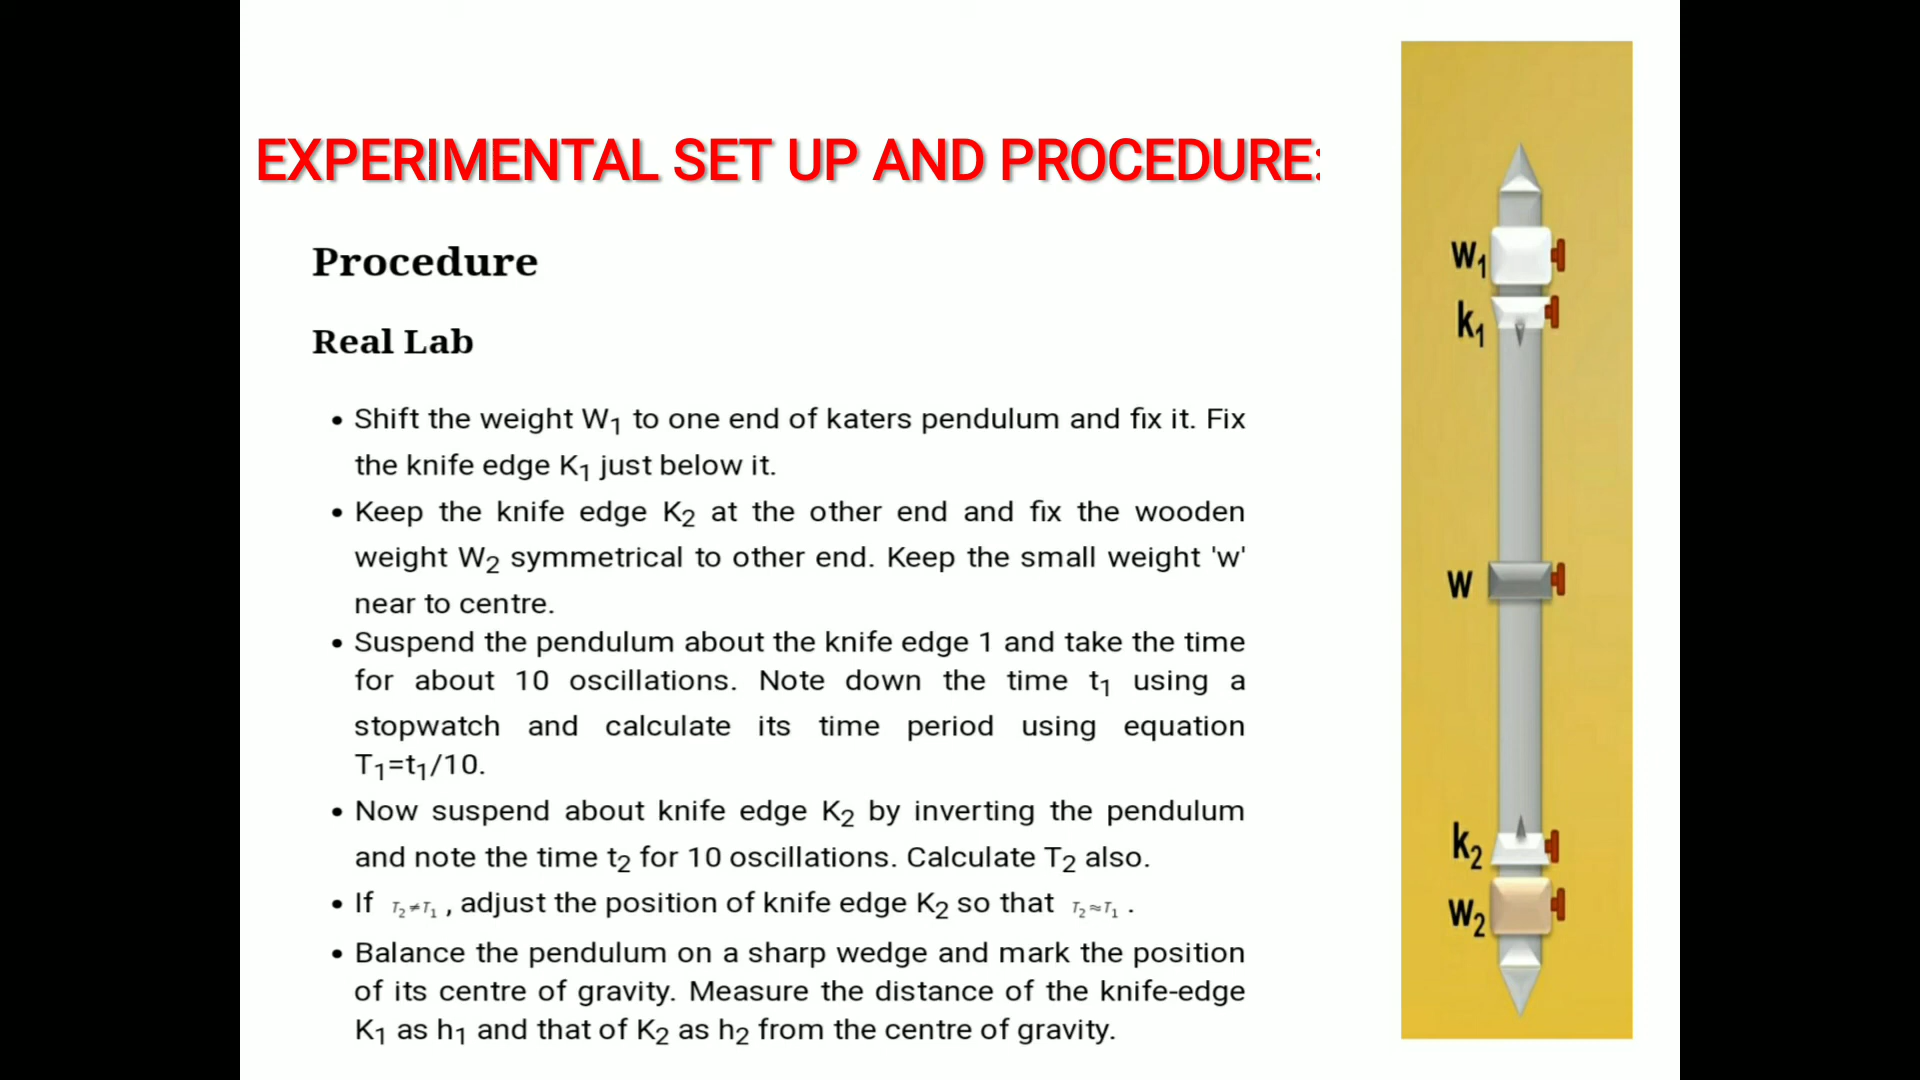 EXPERIMENTAL SET UP AND PROCEDURE:
Procedure
Real Lab
• Shift the weight W₁ to one end of katers pendulum and fix it. Fix
the knife edge K₁ just below it.
• Keep the knife edge K₂ at the other end and fix the wooden
weight W₂ symmetrical to other end. Keep the small weight 'w'
near to centre.
• Suspend the pendulum about the knife edge 1 and take the time
for about 10 oscillations. Note down the time t₁ using a
stopwatch and calculate its time period using equation
T₁=t₁/10.
• Now suspend about knife edge K₂ by inverting the pendulum
and note the time t₂ for 10 oscillations. Calculate T₂ also.
• If T₂≠T₁ , adjust the position of knife edge K₂ so that T₂≈T₁ .
• Balance the pendulum on a sharp wedge and mark the position
of its centre of gravity. Measure the distance of the knife-edge
K₁ as h₁ and that of K₂ as h₂ from the centre of gravity.
W₁
k₁
W
k₂
W₂